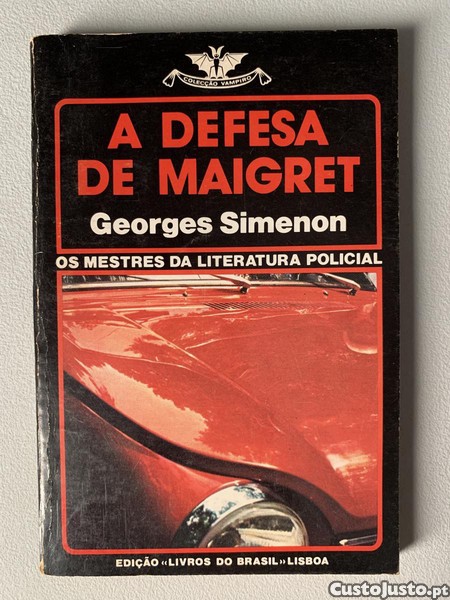 COLECÇÃO VAMPIRO
A DEFESA
DE MAIGRET
Georges Simenon
OS MESTRES DA LITERATURA POLICIAL
EDIÇÃO «LIVROS DO BRASIL» LISBOA
CustoJusto.pt